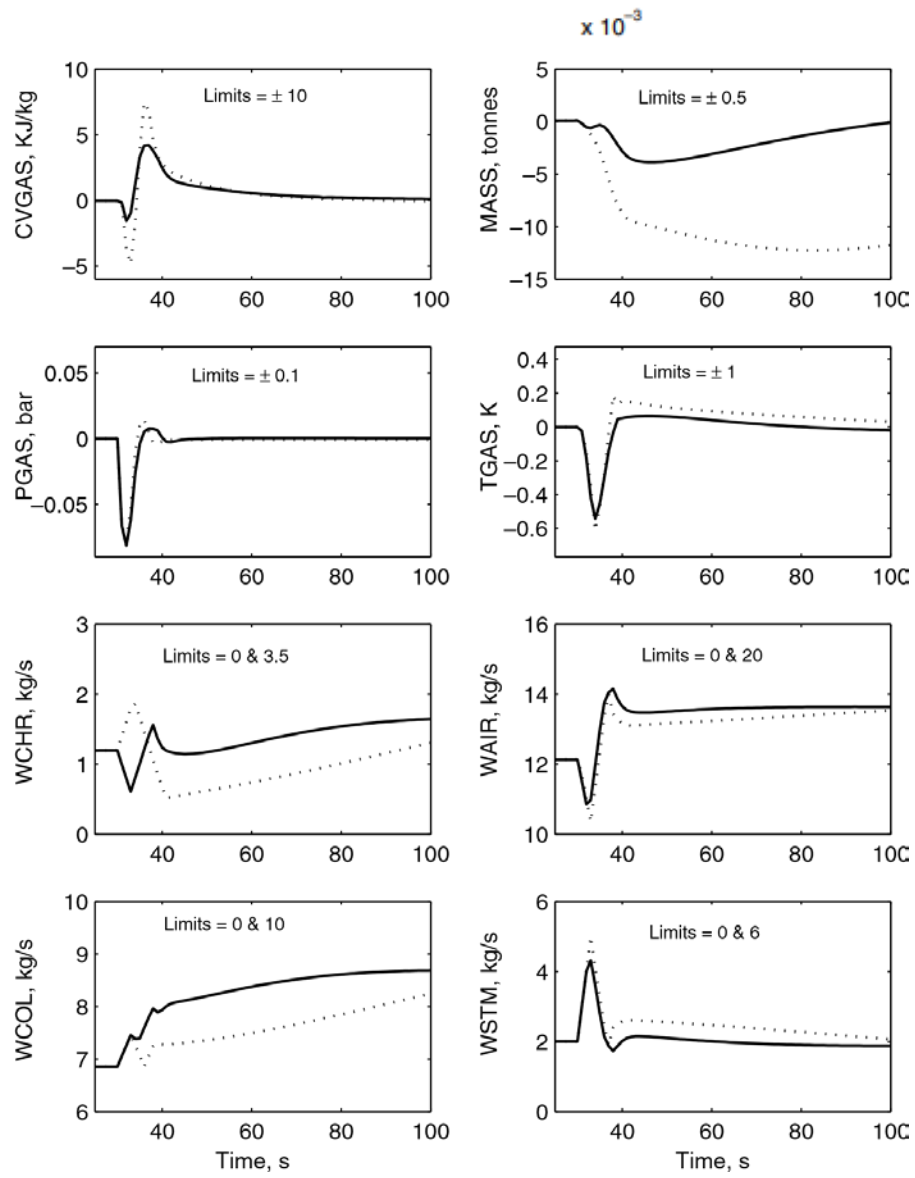 x 10⁻³
10
5
0
−5
CVGAS, KJ/kg
Limits = ± 10
40 60 80 100
5
0
−5
−10
−15
MASS, tonnes
Limits = ± 0.5
40 60 80 100
0.05
0
−0.05
PGAS, bar
Limits = ± 0.1
40 60 80 100
0.4
0.2
0
−0.2
−0.4
−0.6
TGAS, K
Limits = ± 1
40 60 80 100
3
2
1
0
WCHR, kg/s
Limits = 0 & 3.5
40 60 80 100
16
14
12
10
WAIR, kg/s
Limits = 0 & 20
40 60 80 100
10
9
8
7
6
WCOL, kg/s
Limits = 0 & 10
40 60 80 100
Time, s
6
4
2
0
WSTM, kg/s
Limits = 0 & 6
40 60 80 100
Time, s